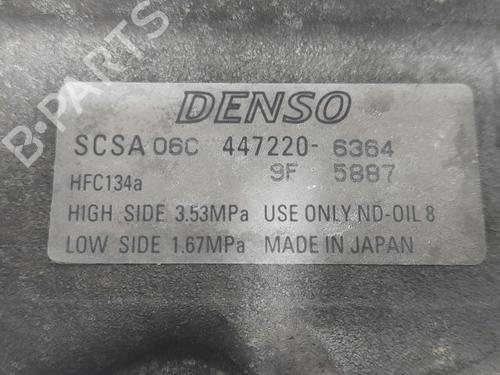 B-PARTS
DENSO
SCSA 06C 447220- 6364
9F 5887
HFC134a
HIGH SIDE 3.53MPa USE ONLY ND-OIL 8
LOW SIDE 1.67MPa MADE IN JAPAN